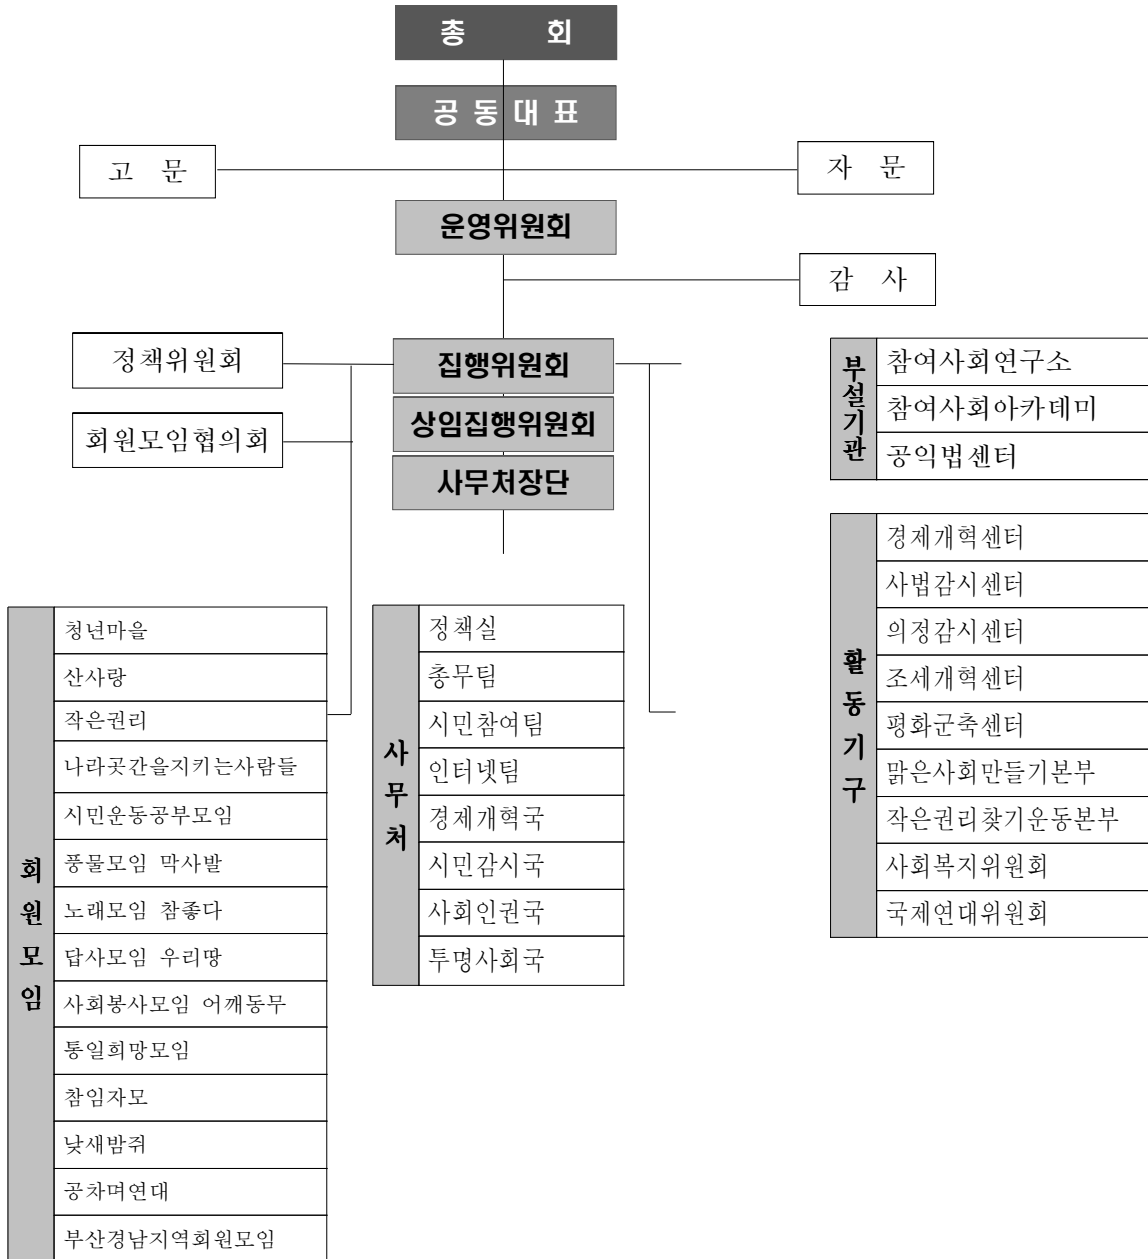 총 회
공 동 대 표
고 문
자 문
운영위원회
감 사
정책위원회
집행위원회
회원모임협의회
상임집행위원회
사무처장단
부설기관
참여사회연구소
참여사회아카데미
공익법센터
활동기구
경제개혁센터
사법감시센터
의정감시센터
조세개혁센터
평화군축센터
맑은사회만들기본부
작은권리찾기운동본부
사회복지위원회
국제연대위원회
회원모임
청년마을
산사랑
작은권리
나라곳간을지키는사람들
시민운동공부모임
풍물모임 막사발
노래모임 참좋다
답사모임 우리땅
사회봉사모임 어깨동무
통일희망모임
참임자모
낮새밤쥐
공차며연대
부산경남지역회원모임
사무처
정책실
총무팀
시민참여팀
인터넷팀
경제개혁국
시민감시국
사회인권국
투명사회국